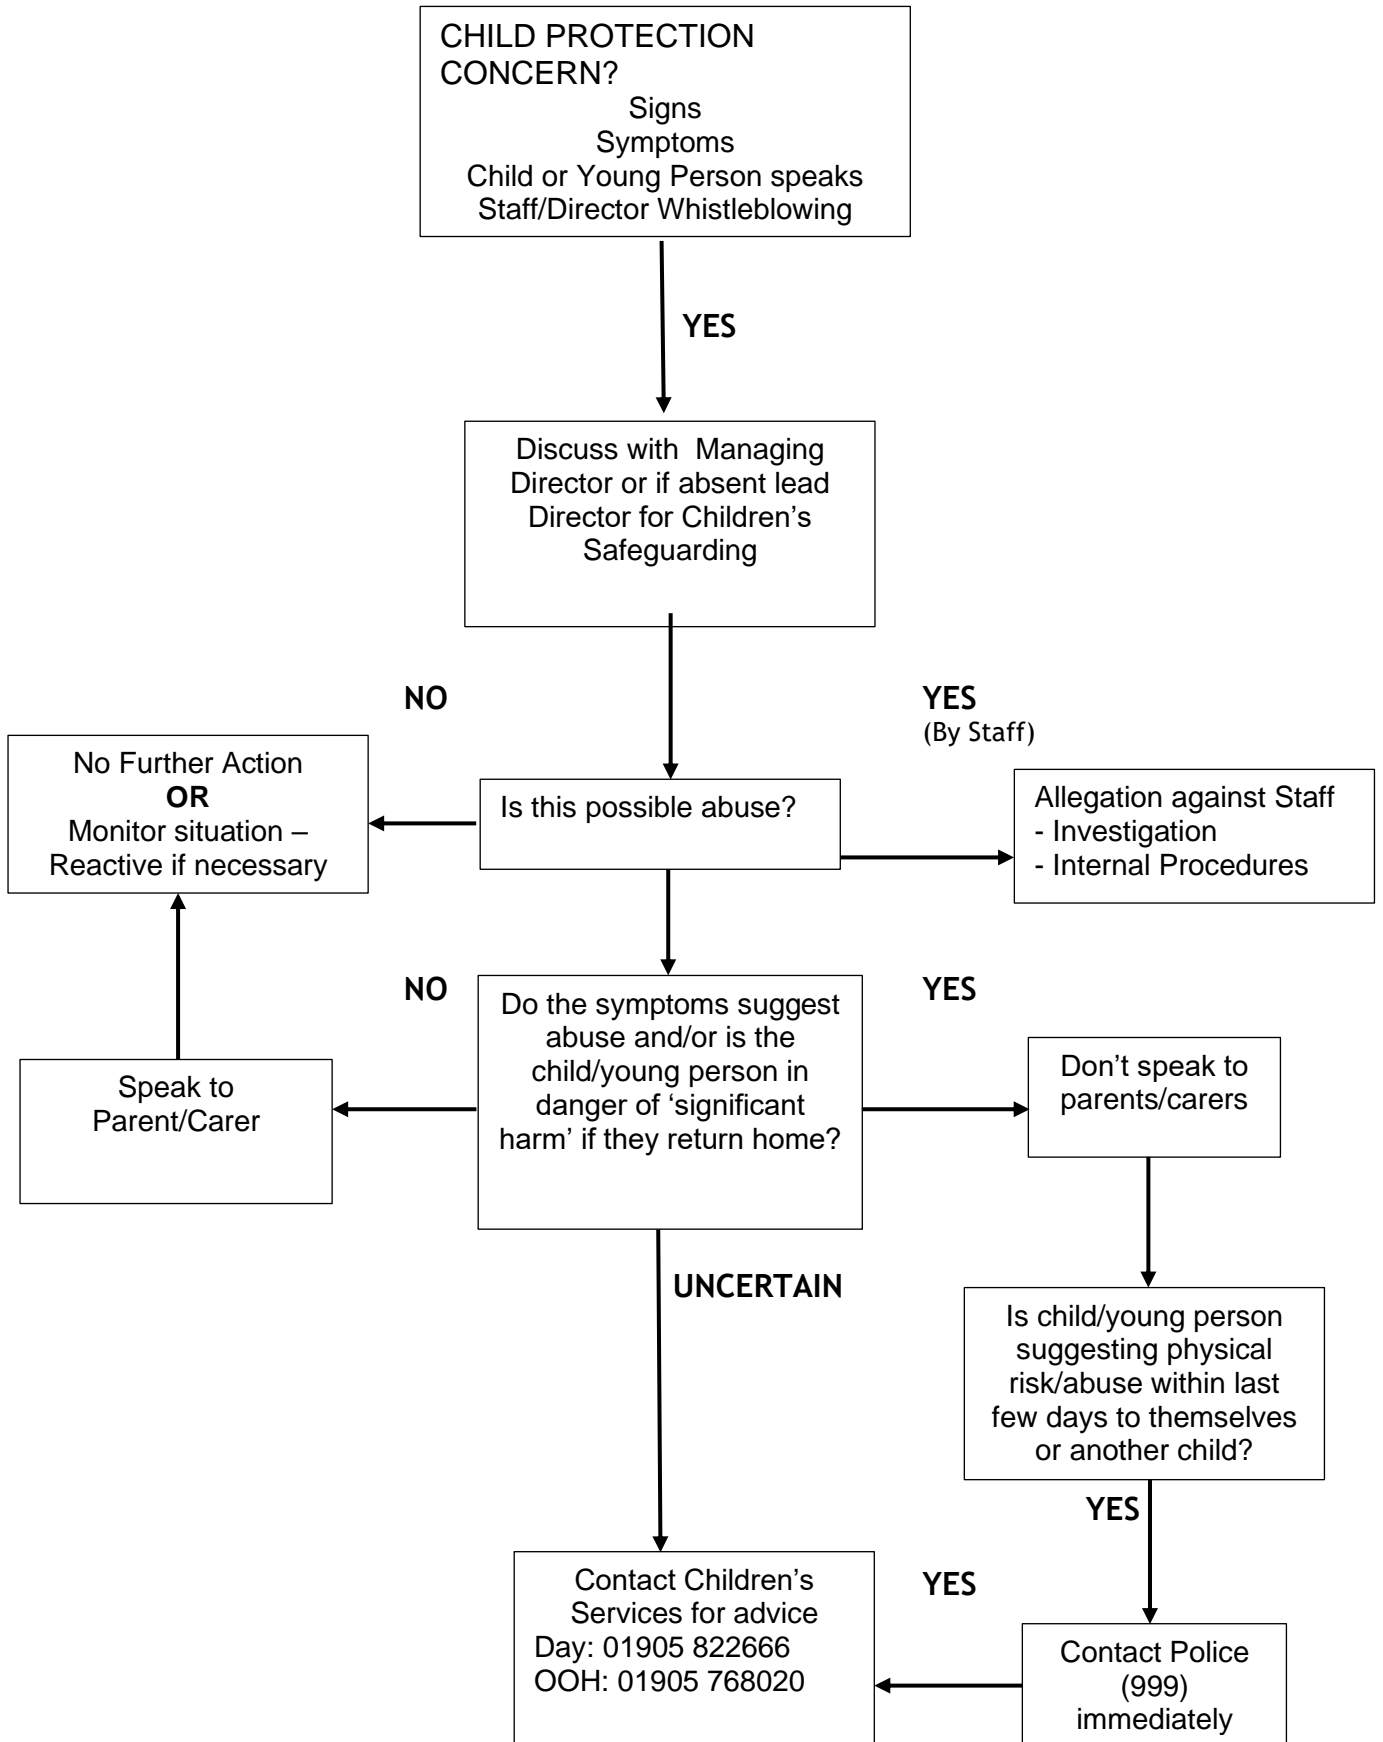 CHILD PROTECTION
CONCERN?
Signs
Symptoms
Child or Young Person speaks
Staff/Director Whistleblowing
YES
Discuss with  Managing
Director or if absent lead
Director for Children’s
Safeguarding
NO
YES
(By Staff)
No Further Action
OR
Monitor situation –
Reactive if necessary
Is this possible abuse?
Allegation against Staff
- Investigation
- Internal Procedures
NO
YES
Do the symptoms suggest
abuse and/or is the
child/young person in
danger of ‘significant
harm’ if they return home?
Speak to
Parent/Carer
Don’t speak to
parents/carers
UNCERTAIN
Is child/young person
suggesting physical
risk/abuse within last
few days to themselves
or another child?
YES
Contact Children’s
Services for advice
Day: 01905 822666
OOH: 01905 768020
YES
Contact Police
(999)
immediately